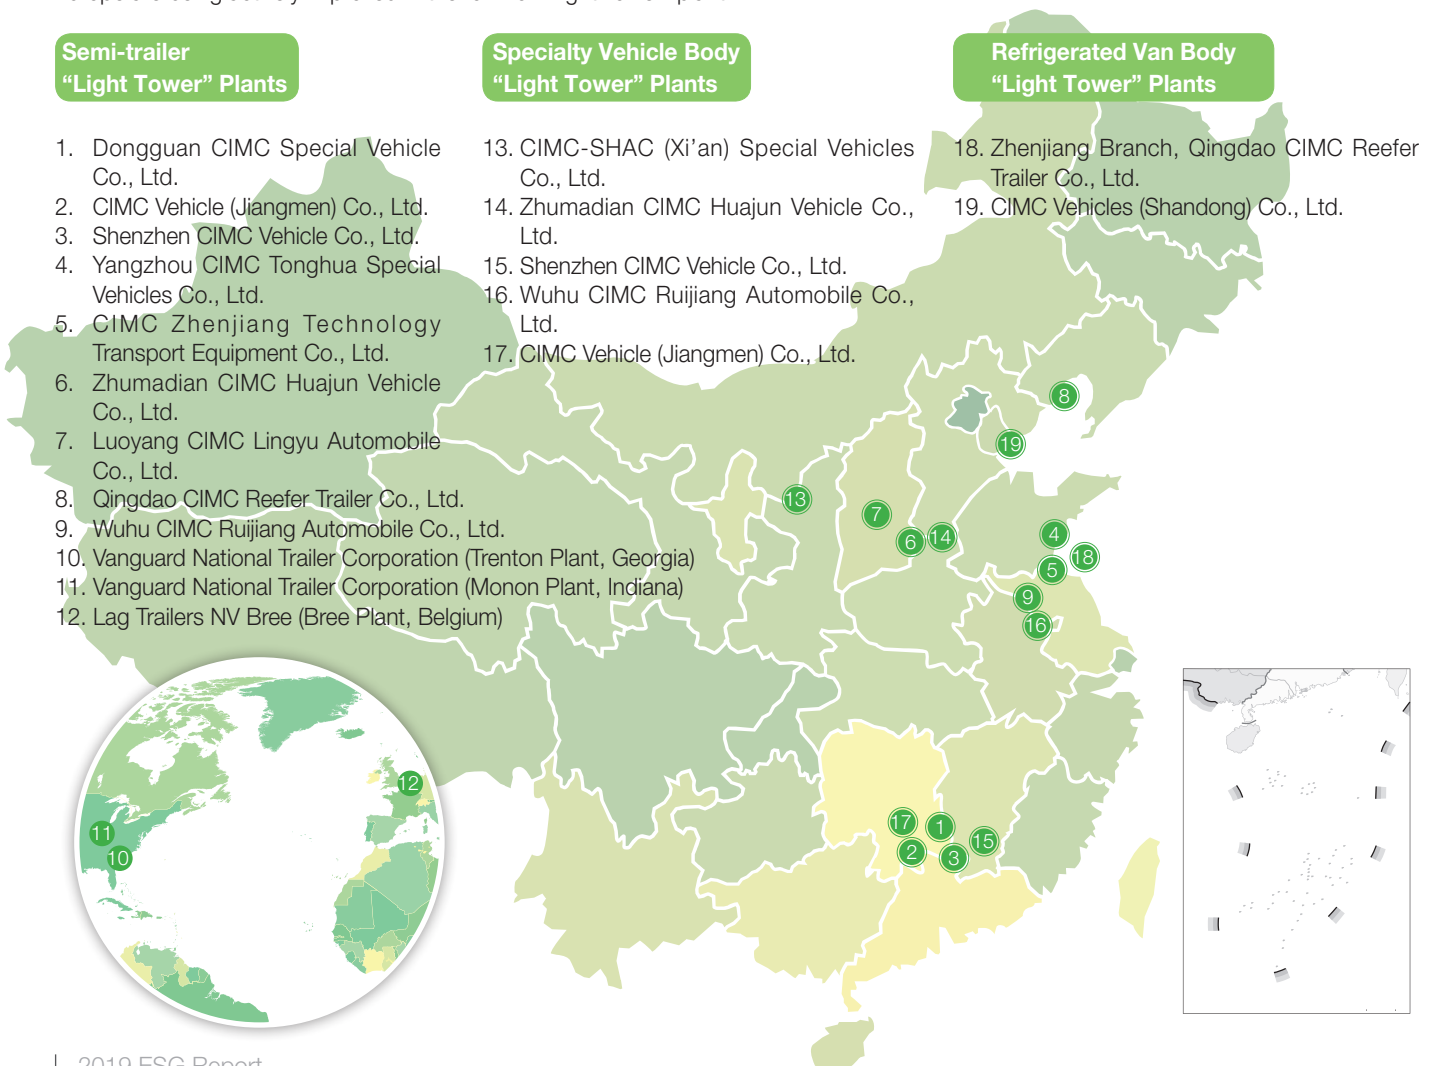 Semi-trailer
“Light Tower” Plants
1. Dongguan CIMC Special Vehicle
Co., Ltd.
2. CIMC Vehicle (Jiangmen) Co., Ltd.
3. Shenzhen CIMC Vehicle Co., Ltd.
4. Yangzhou CIMC Tonghua Special
Vehicles Co., Ltd.
5. CIMC Zhenjiang Technology
Transport Equipment Co., Ltd.
6. Zhumadian CIMC Huajun Vehicle
Co., Ltd.
7. Luoyang CIMC Lingyu Automobile
Co., Ltd.
8. Qingdao CIMC Reefer Trailer Co., Ltd.
9. Wuhu CIMC Ruijiang Automobile Co., Ltd.
10. Vanguard National Trailer Corporation (Trenton Plant, Georgia)
11. Vanguard National Trailer Corporation (Monon Plant, Indiana)
12. Lag Trailers NV Bree (Bree Plant, Belgium)
Specialty Vehicle Body
“Light Tower” Plants
13. CIMC-SHAC (Xi’an) Special Vehicles
Co., Ltd.
14. Zhumadian CIMC Huajun Vehicle Co.,
Ltd.
15. Shenzhen CIMC Vehicle Co., Ltd.
16. Wuhu CIMC Ruijiang Automobile Co.,
Ltd.
17. CIMC Vehicle (Jiangmen) Co., Ltd.
Refrigerated Van Body
“Light Tower” Plants
18. Zhenjiang Branch, Qingdao CIMC Reefer
Trailer Co., Ltd.
19. CIMC Vehicles (Shandong) Co., Ltd.
8
19
13
7
6
14
4
18
5
9
16
12
11
10
17
1
15
2
3
2019 ESG Report